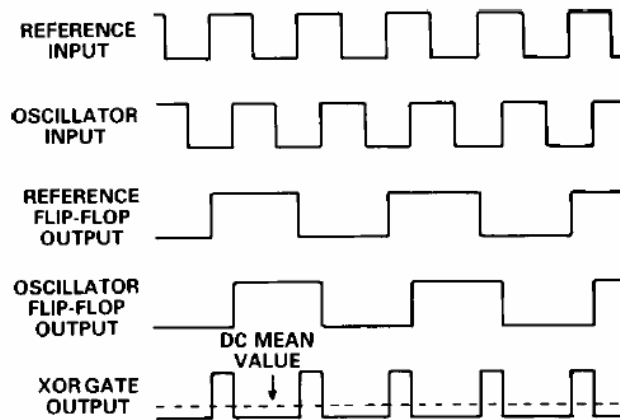 REFERENCE
INPUT
OSCILLATOR
INPUT
REFERENCE
FLIP-FLOP
OUTPUT
OSCILLATOR
FLIP-FLOP
OUTPUT
DC MEAN
VALUE
XOR GATE
OUTPUT